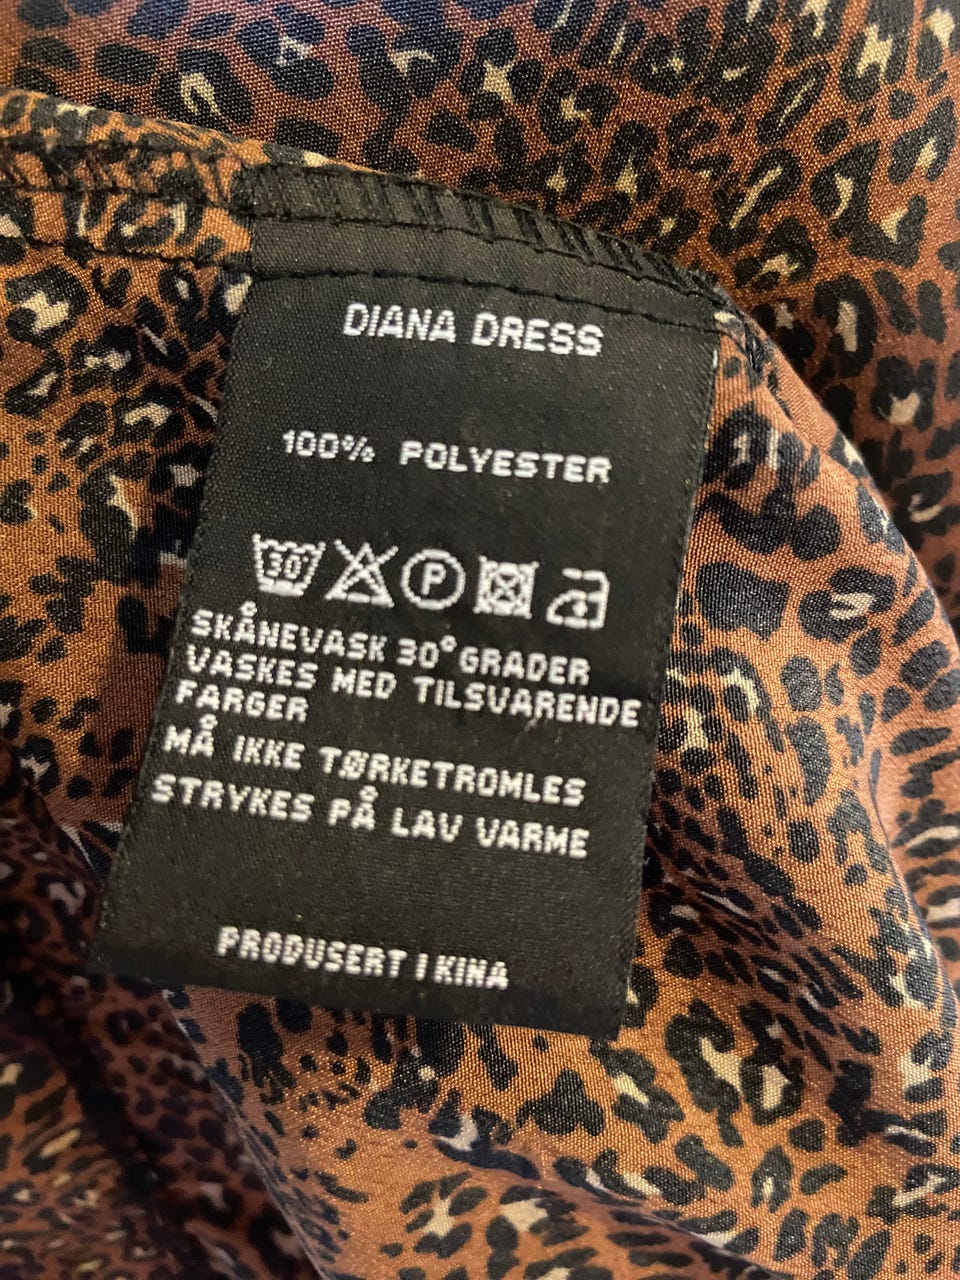 DIANA DRESS
100% POLYESTER
30° P
SKÅNEVASK 30° GRADER
VASKES MED TILSVARENDE
FARGER
MÅ IKKE TØRKETROMLES
STRYKES PÅ LAV VARME
PRODUSERT I KINA